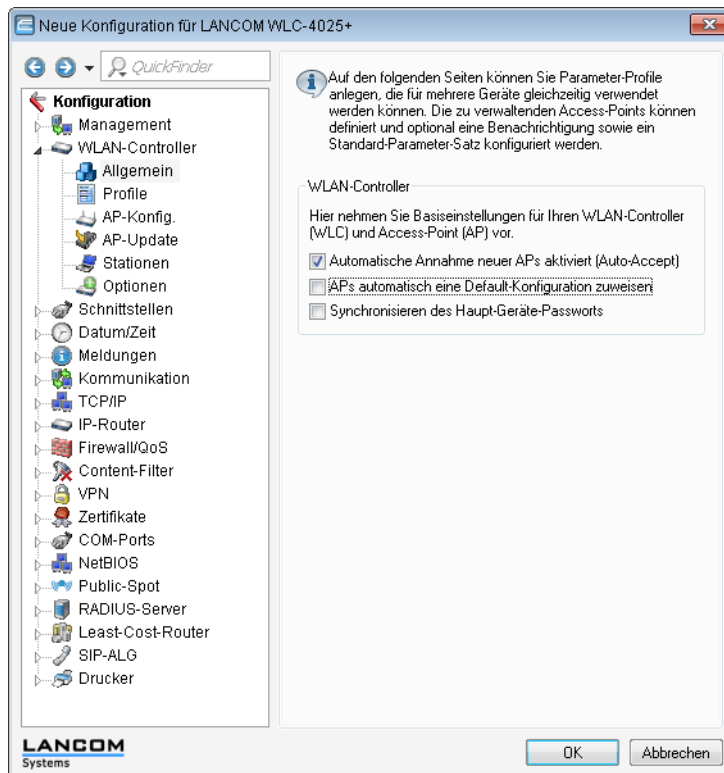 Neue Konfiguration für LANCOM WLC-4025+
QuickFinder
Konfiguration
Management
WLAN-Controller
Allgemein
Profile
AP-Konfig.
AP-Update
Stationen
Optionen
Schnittstellen
Datum/Zeit
Meldungen
Kommunikation
TCP/IP
IP-Router
Firewall/QoS
Content-Filter
VPN
Zertifikate
COM-Ports
NetBIOS
Public-Spot
RADIUS-Server
Least-Cost-Router
SIP-ALG
Drucker
Auf den folgenden Seiten können Sie Parameter-Profile
anlegen, die für mehrere Geräte gleichzeitig verwendet
werden können. Die zu verwaltenden Access-Points können
definiert und optional eine Benachrichtigung sowie ein
Standard-Parameter-Satz konfiguriert werden.
WLAN-Controller
Hier nehmen Sie Basiseinstellungen für Ihren WLAN-Controller
(WLC) und Access-Point (AP) vor.
Automatische Annahme neuer APs aktiviert (Auto-Accept)
APs automatisch eine Default-Konfiguration zuweisen
Synchronisieren des Haupt-Geräte-Passworts
LANCOM
Systems
OK
Abbrechen